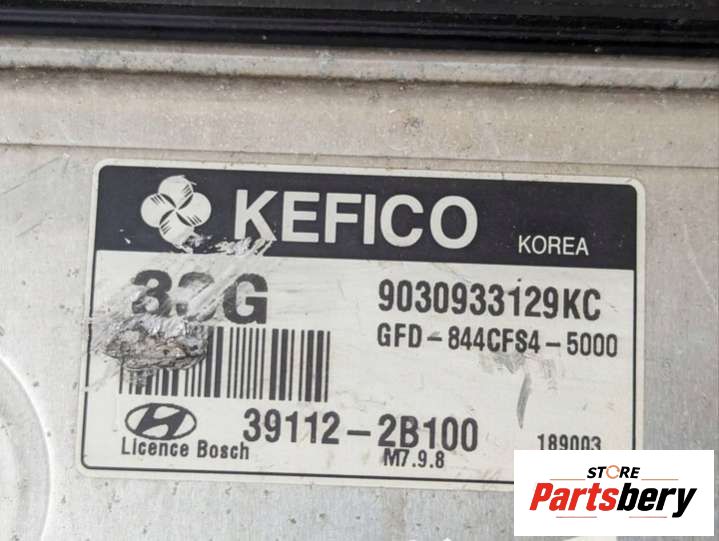 KEFICO KOREA
9030933129KC
GFD-844CFS4-5000
39112-2B100 189003
Licence Bosch M7.9.8
STORE
Partsbery